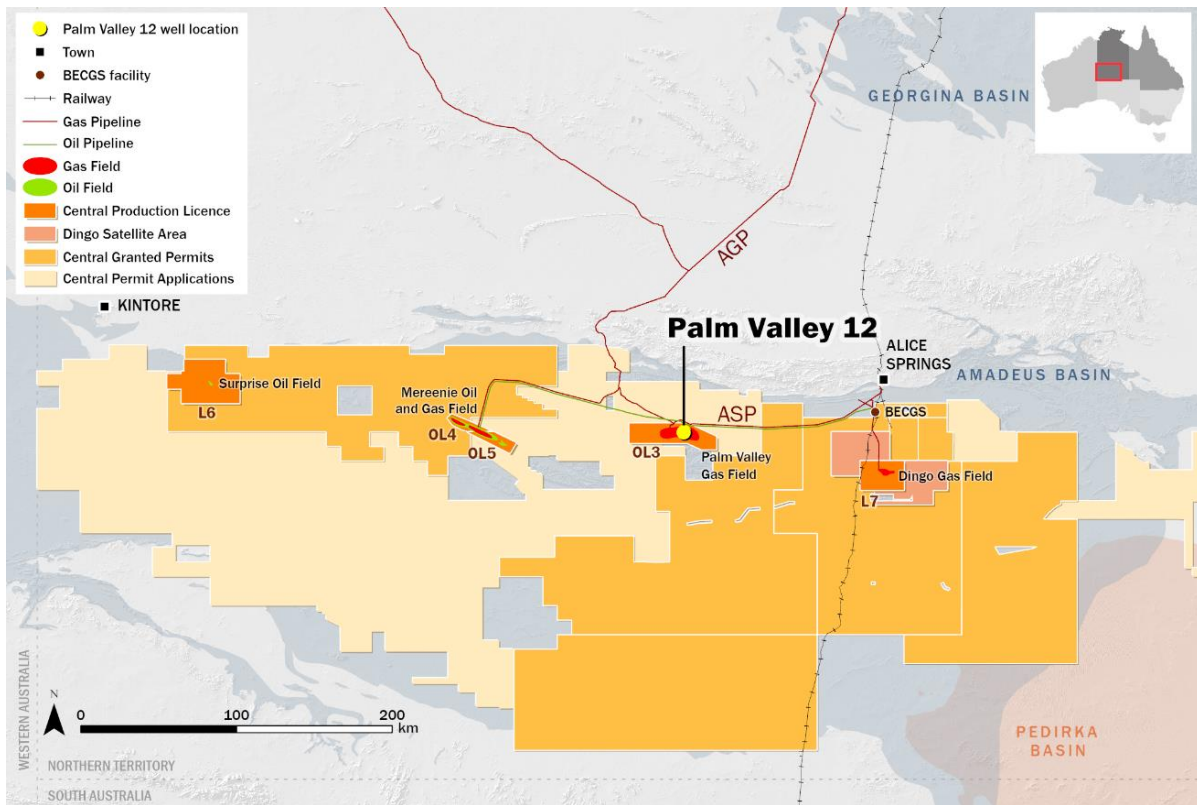 Palm Valley 12 well location
Town
BECGS facility
Railway
Gas Pipeline
Oil Pipeline
Gas Field
Oil Field
Central Production Licence
Dingo Satellite Area
Central Granted Permits
Central Permit Applications
GEORGINA BASIN
AGP
KINTORE
Palm Valley 12
ALICE
SPRINGS
AMADEUS BASIN
Surprise Oil Field
L6
Mereenie Oil
and Gas Field
OL4
OL5
ASP
BECGS
OL3
Palm Valley
Gas Field
Dingo Gas Field
L7
WESTERN AUSTRALIA
N
0 100 200
km
PEDIRKA
BASIN
NORTHERN TERRITORY
SOUTH AUSTRALIA